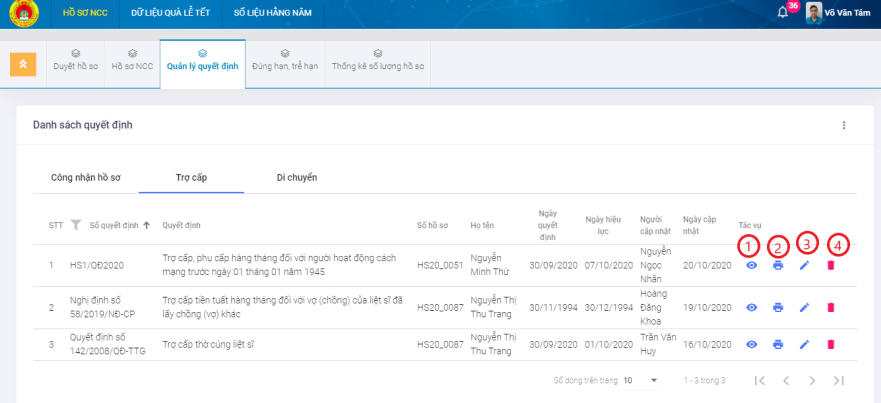 HỒ SƠ NCC DỮ LIỆU QUÀ LỄ TẾT SỐ LIỆU HÀNG NĂM 36 Võ Văn Tám
Duyệt hồ sơ Hồ sơ NCC Quản lý quyết định Đúng hạn, trễ hạn Thống kê số lượng hồ sơ
Danh sách quyết định
Công nhận hồ sơ Trợ cấp Di chuyển
STT Số quyết định Quyết định Số hồ sơ Họ tên Ngày quyết định Ngày hiệu lực Người cập nhật Ngày cập nhật Tác vụ
1 2 3 4
1 HS1/QĐ2020 Trợ cấp, phụ cấp hàng tháng đối với người hoạt động cách mạng trước ngày 01 tháng 01 năm 1945 HS20_0051 Nguyễn Minh Thứ 30/09/2020 07/10/2020 Nguyễn Ngọc Nhân 20/10/2020
2 Nghị định số 58/2019/NĐ-CP Trợ cấp tiền tuất hàng tháng đối với vợ (chồng) của liệt sĩ đã lấy chồng (vợ) khác HS20_0087 Nguyễn Thị Thu Trang 30/11/1994 30/12/1994 Hoàng Đăng Khoa 19/10/2020
3 Quyết định số 142/2008/QĐ-TTG Trợ cấp thờ cúng liệt sĩ HS20_0087 Nguyễn Thị Thu Trang 30/09/2020 01/10/2020 Trần Văn Huy 16/10/2020
Số dòng trên trang 10 1 - 3 trong 3